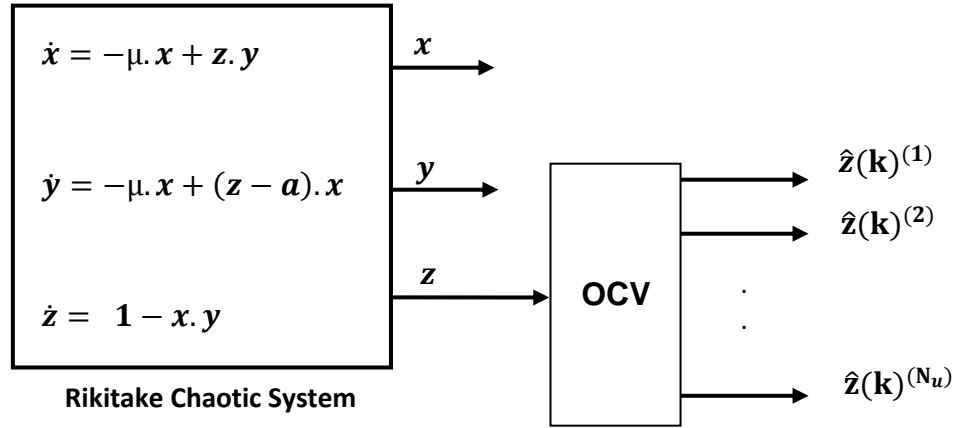 ẋ = −μ. x + z. y
x
ẏ = −μ. x + (z − a). x
y
ż = 1 − x. y
z
OCV
ẑ(k)⁽¹⁾
ẑ(k)⁽²⁾
.
.
ẑ(k)⁽ᴺᵤ⁾
Rikitake Chaotic System